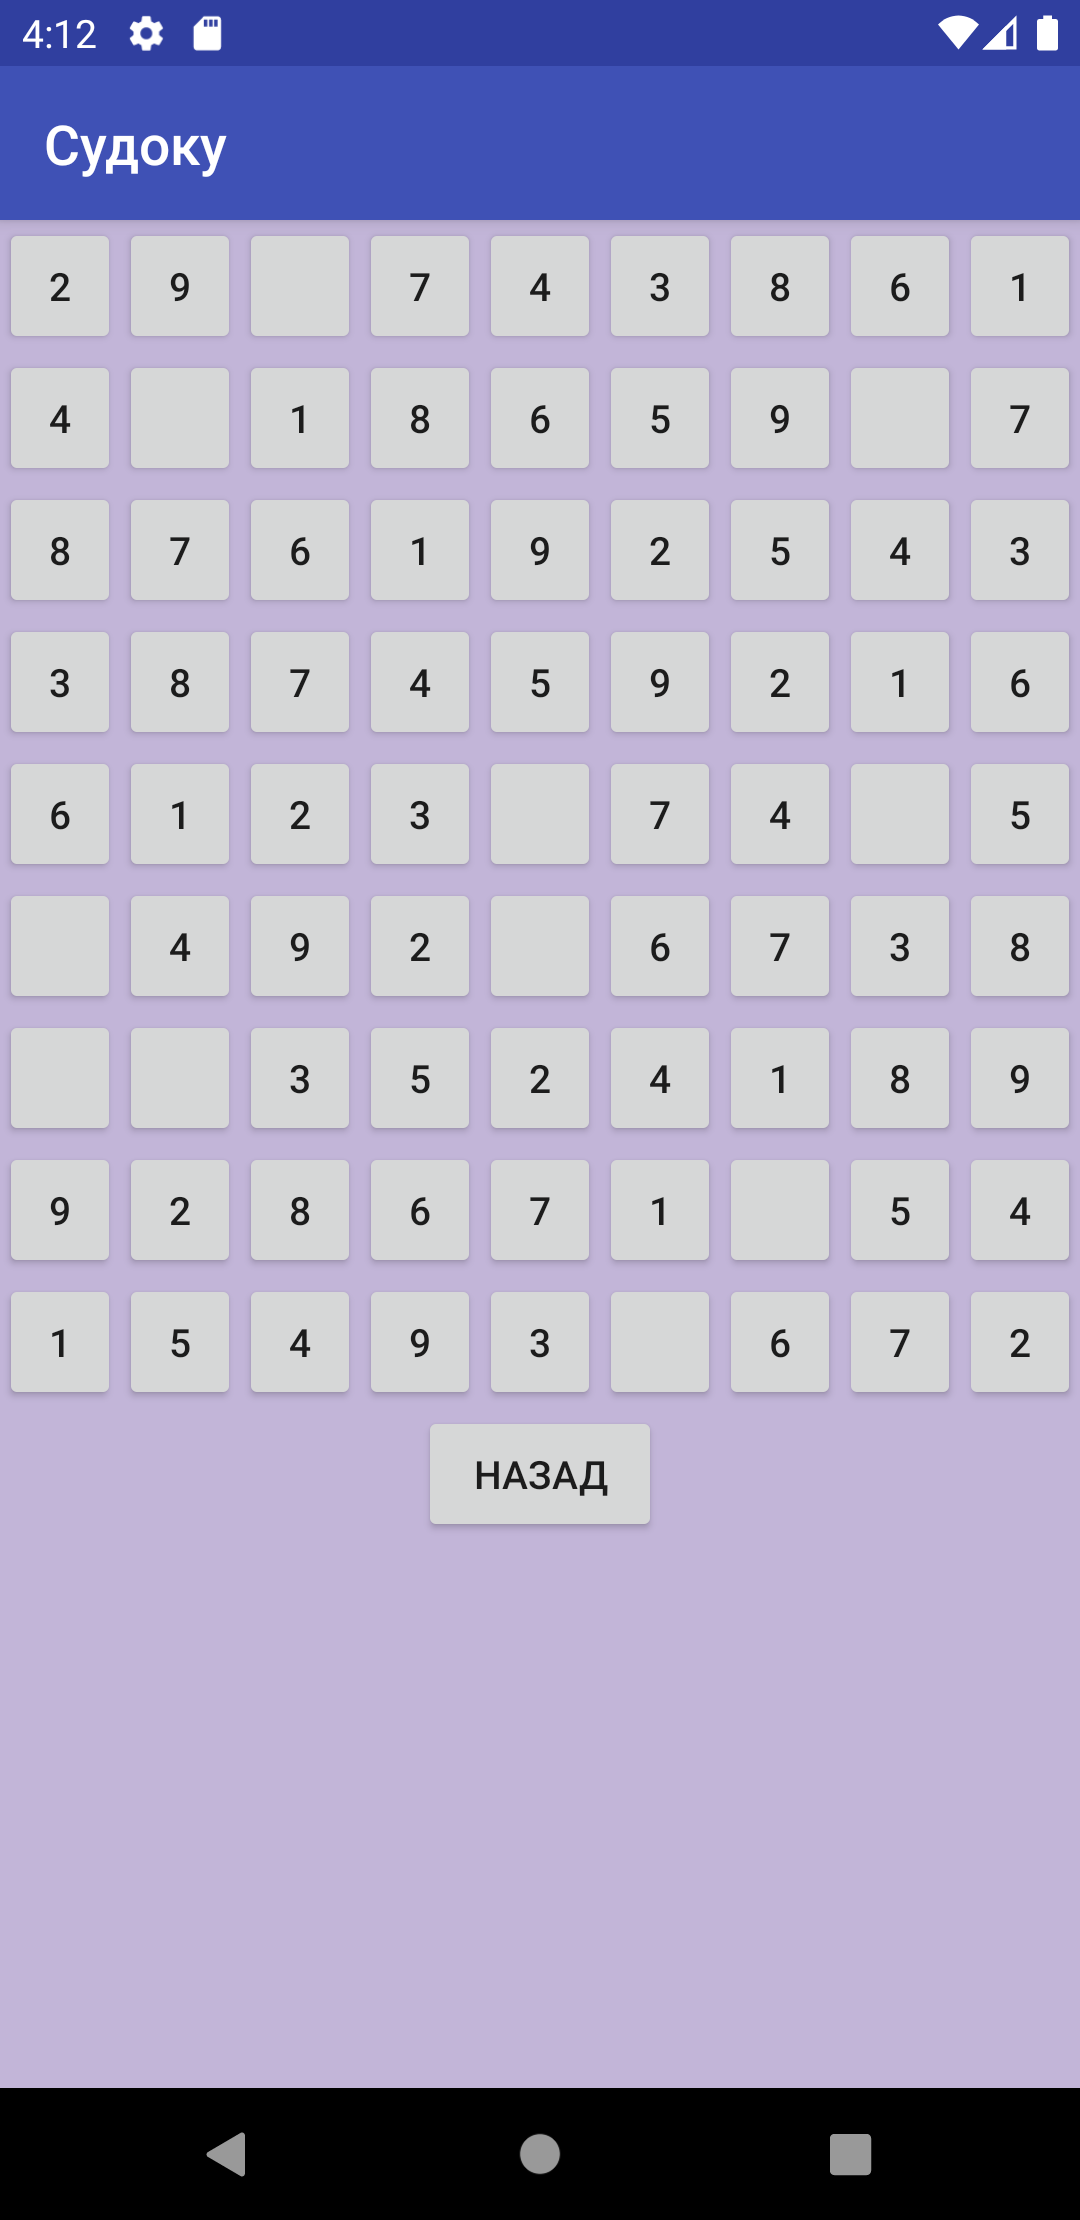 4:12
Судоку
2 9 7 4 3 8 6 1
4 1 8 6 5 9 7
8 7 6 1 9 2 5 4 3
3 8 7 4 5 9 2 1 6
6 1 2 3 7 4 5
4 9 2 6 7 3 8
3 5 2 4 1 8 9
9 2 8 6 7 1 5 4
1 5 4 9 3 6 7 2
НАЗАД